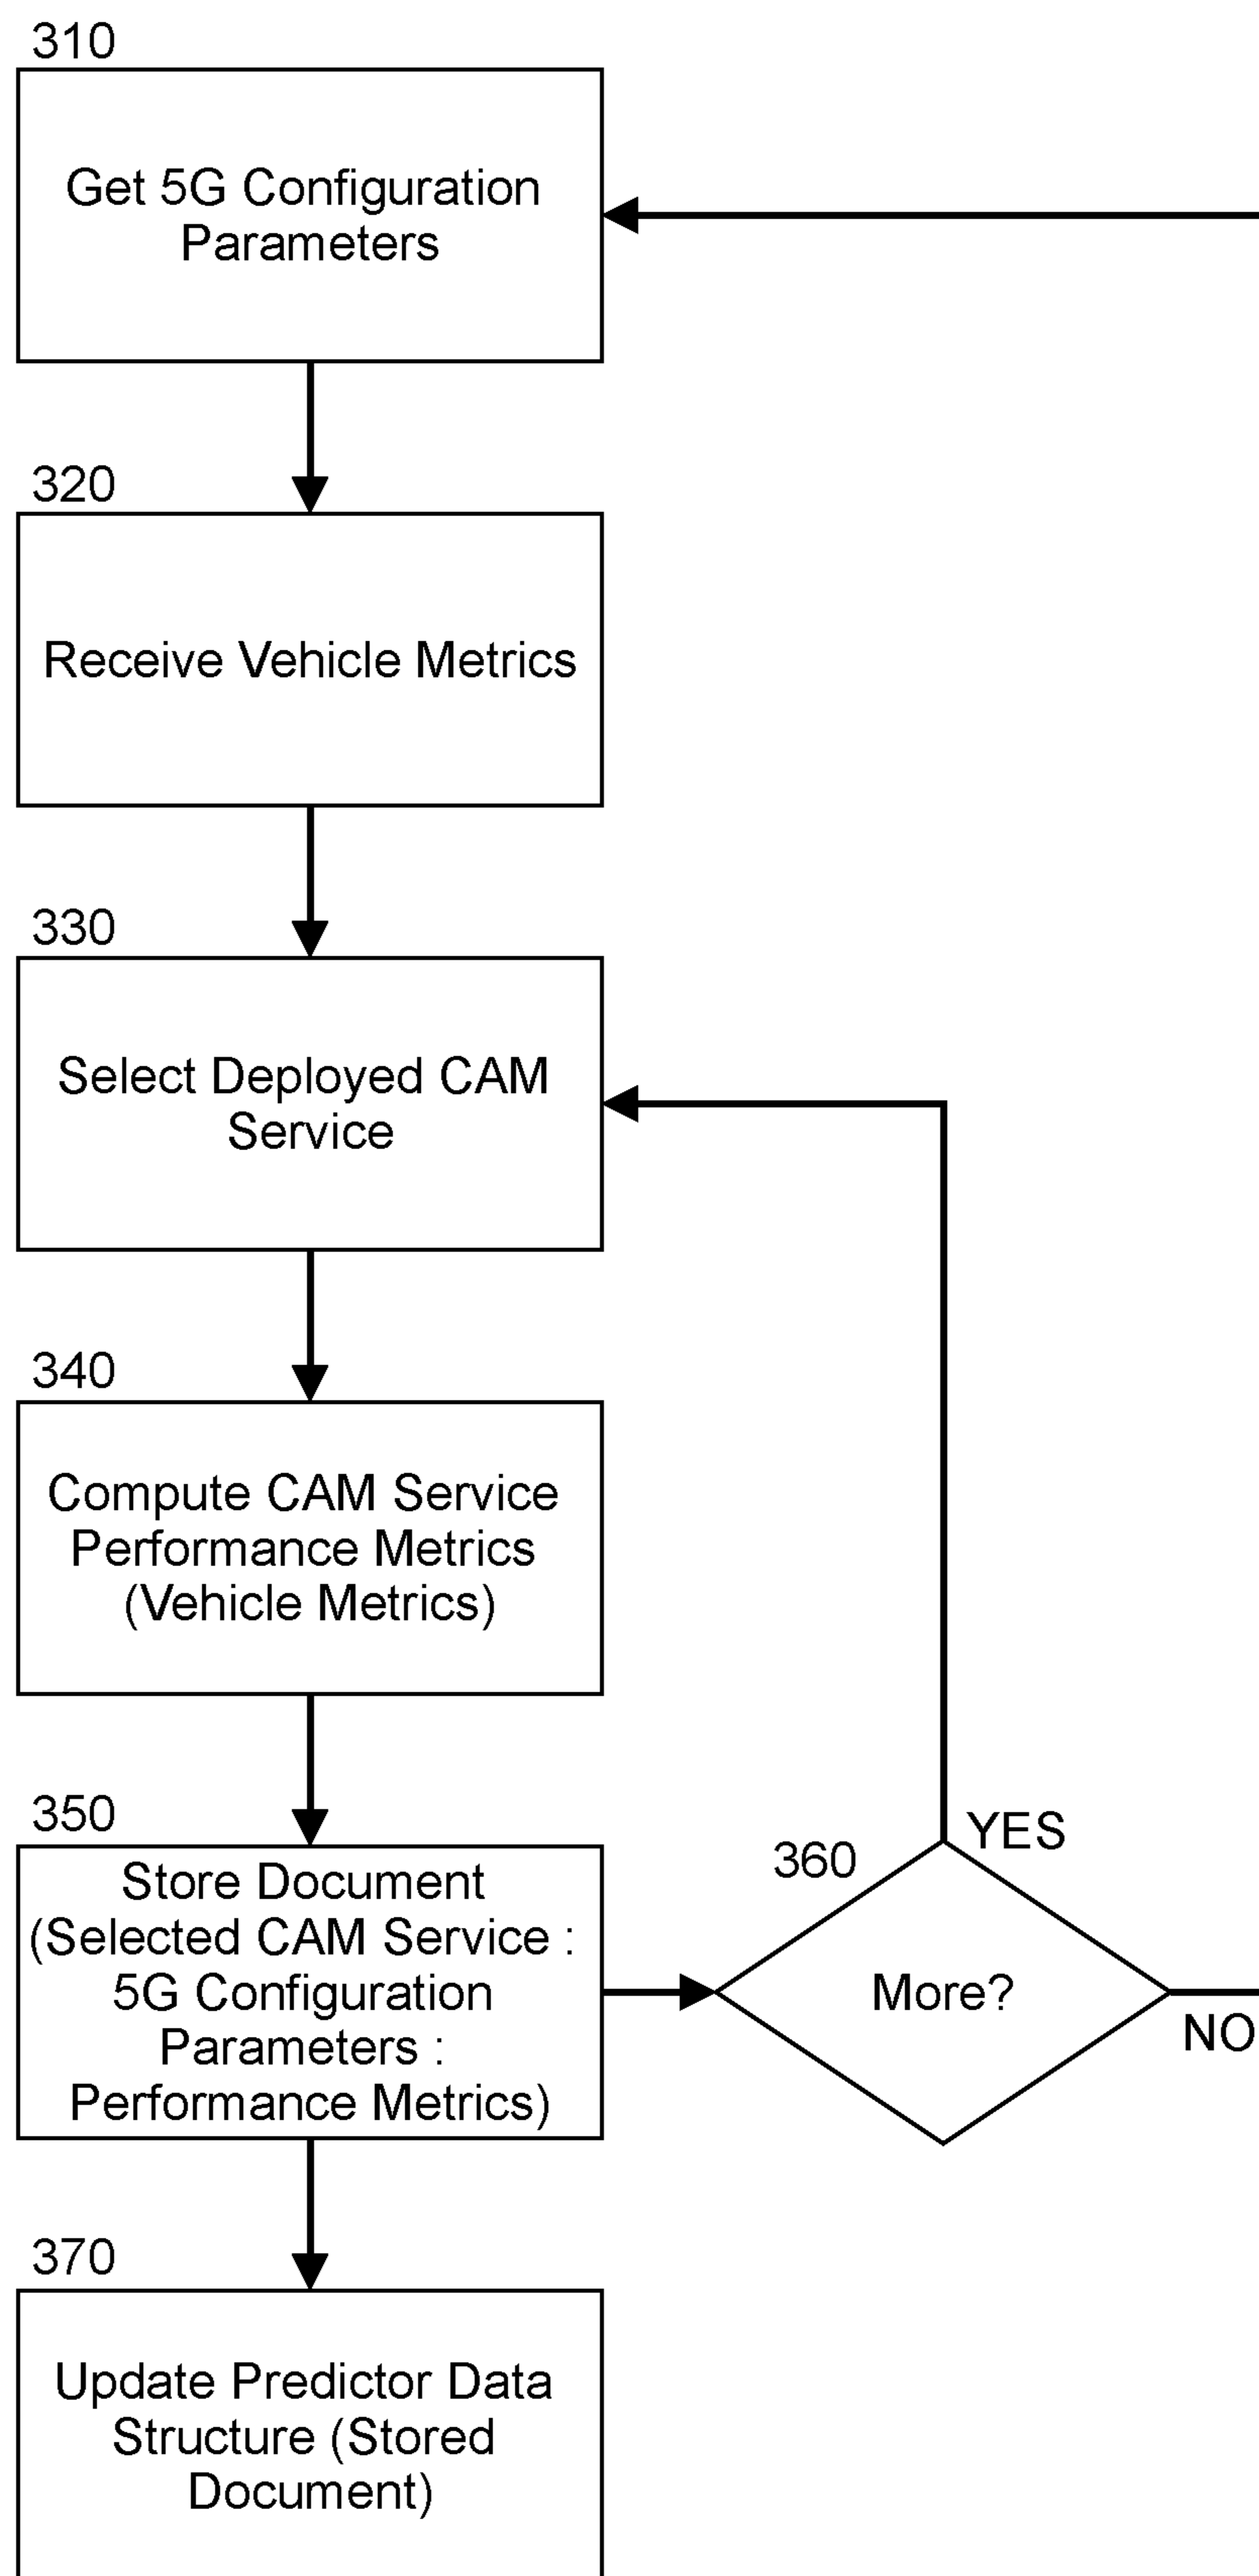 310
Get 5G Configuration
Parameters
320
Receive Vehicle Metrics
330
Select Deployed CAM
Service
340
Compute CAM Service
Performance Metrics
(Vehicle Metrics)
350
Store Document
(Selected CAM Service :
5G Configuration
Parameters :
Performance Metrics)
360
YES
More?
NO
370
Update Predictor Data
Structure (Stored
Document)